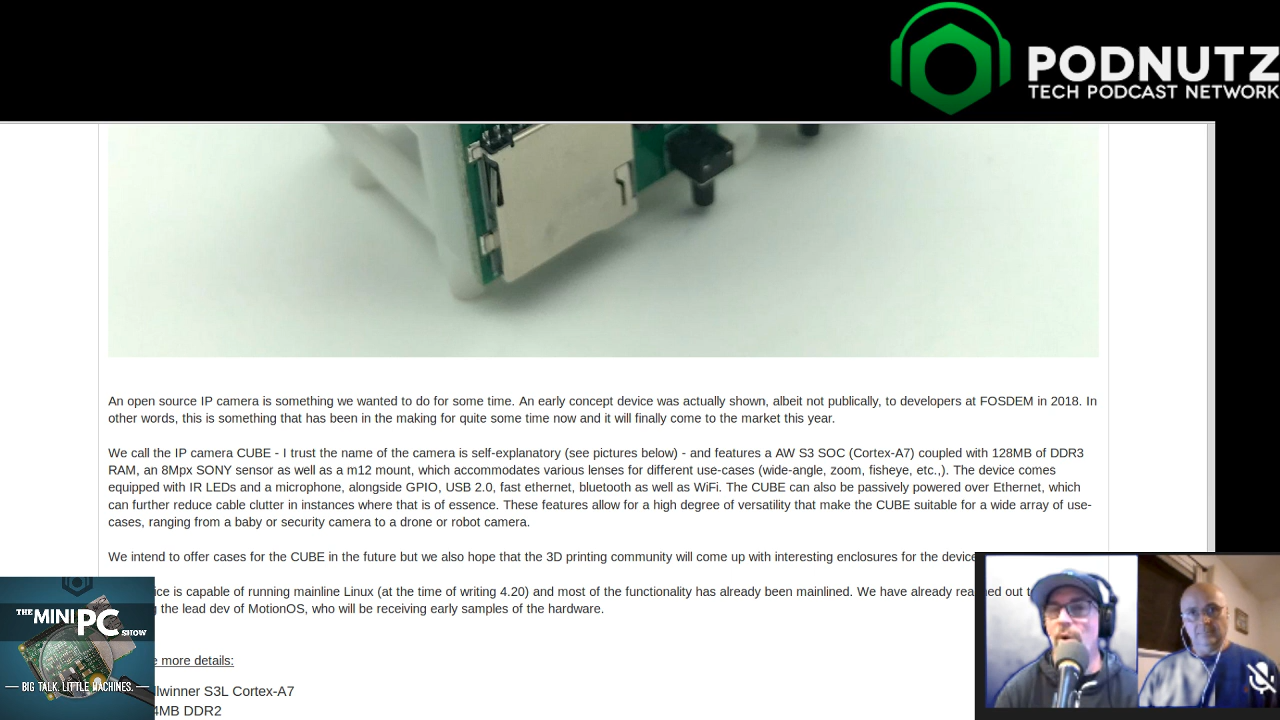 PODNUTZ
TECH PODCAST NETWORK
An open source IP camera is something we wanted to do for some time. An early concept device was actually shown, albeit not publically, to developers at FOSDEM in 2018. In
other words, this is something that has been in the making for quite some time now and it will finally come to the market this year.
We call the IP camera CUBE - I trust the name of the camera is self-explanatory (see pictures below) - and features a AW S3 SOC (Cortex-A7) coupled with 128MB of DDR3
RAM, an 8Mpx SONY sensor as well as a m12 mount, which accommodates various lenses for different use-cases (wide-angle, zoom, fisheye, etc.,). The device comes
equipped with IR LEDs and a microphone, alongside GPIO, USB 2.0, fast ethernet, bluetooth as well as WiFi. The CUBE can also be passively powered over Ethernet, which
can further reduce cable clutter in instances where that is of essence. These features allow for a high degree of versatility that make the CUBE suitable for a wide array of use-
cases, ranging from a baby or security camera to a drone or robot camera.
We intend to offer cases for the CUBE in the future but we also hope that the 3D printing community will come up with interesting enclosures for the device
is capable of running mainline Linux (at the time of writing 4.20) and most of the functionality has already been mainlined. We have already out
the lead dev of MotionOS, who will be receiving early samples of the hardware.
more details:
S3L Cortex-A7
4MB DDR2
THE MINI PC SHOW
BIG TALK. LITTLE MACHINES.